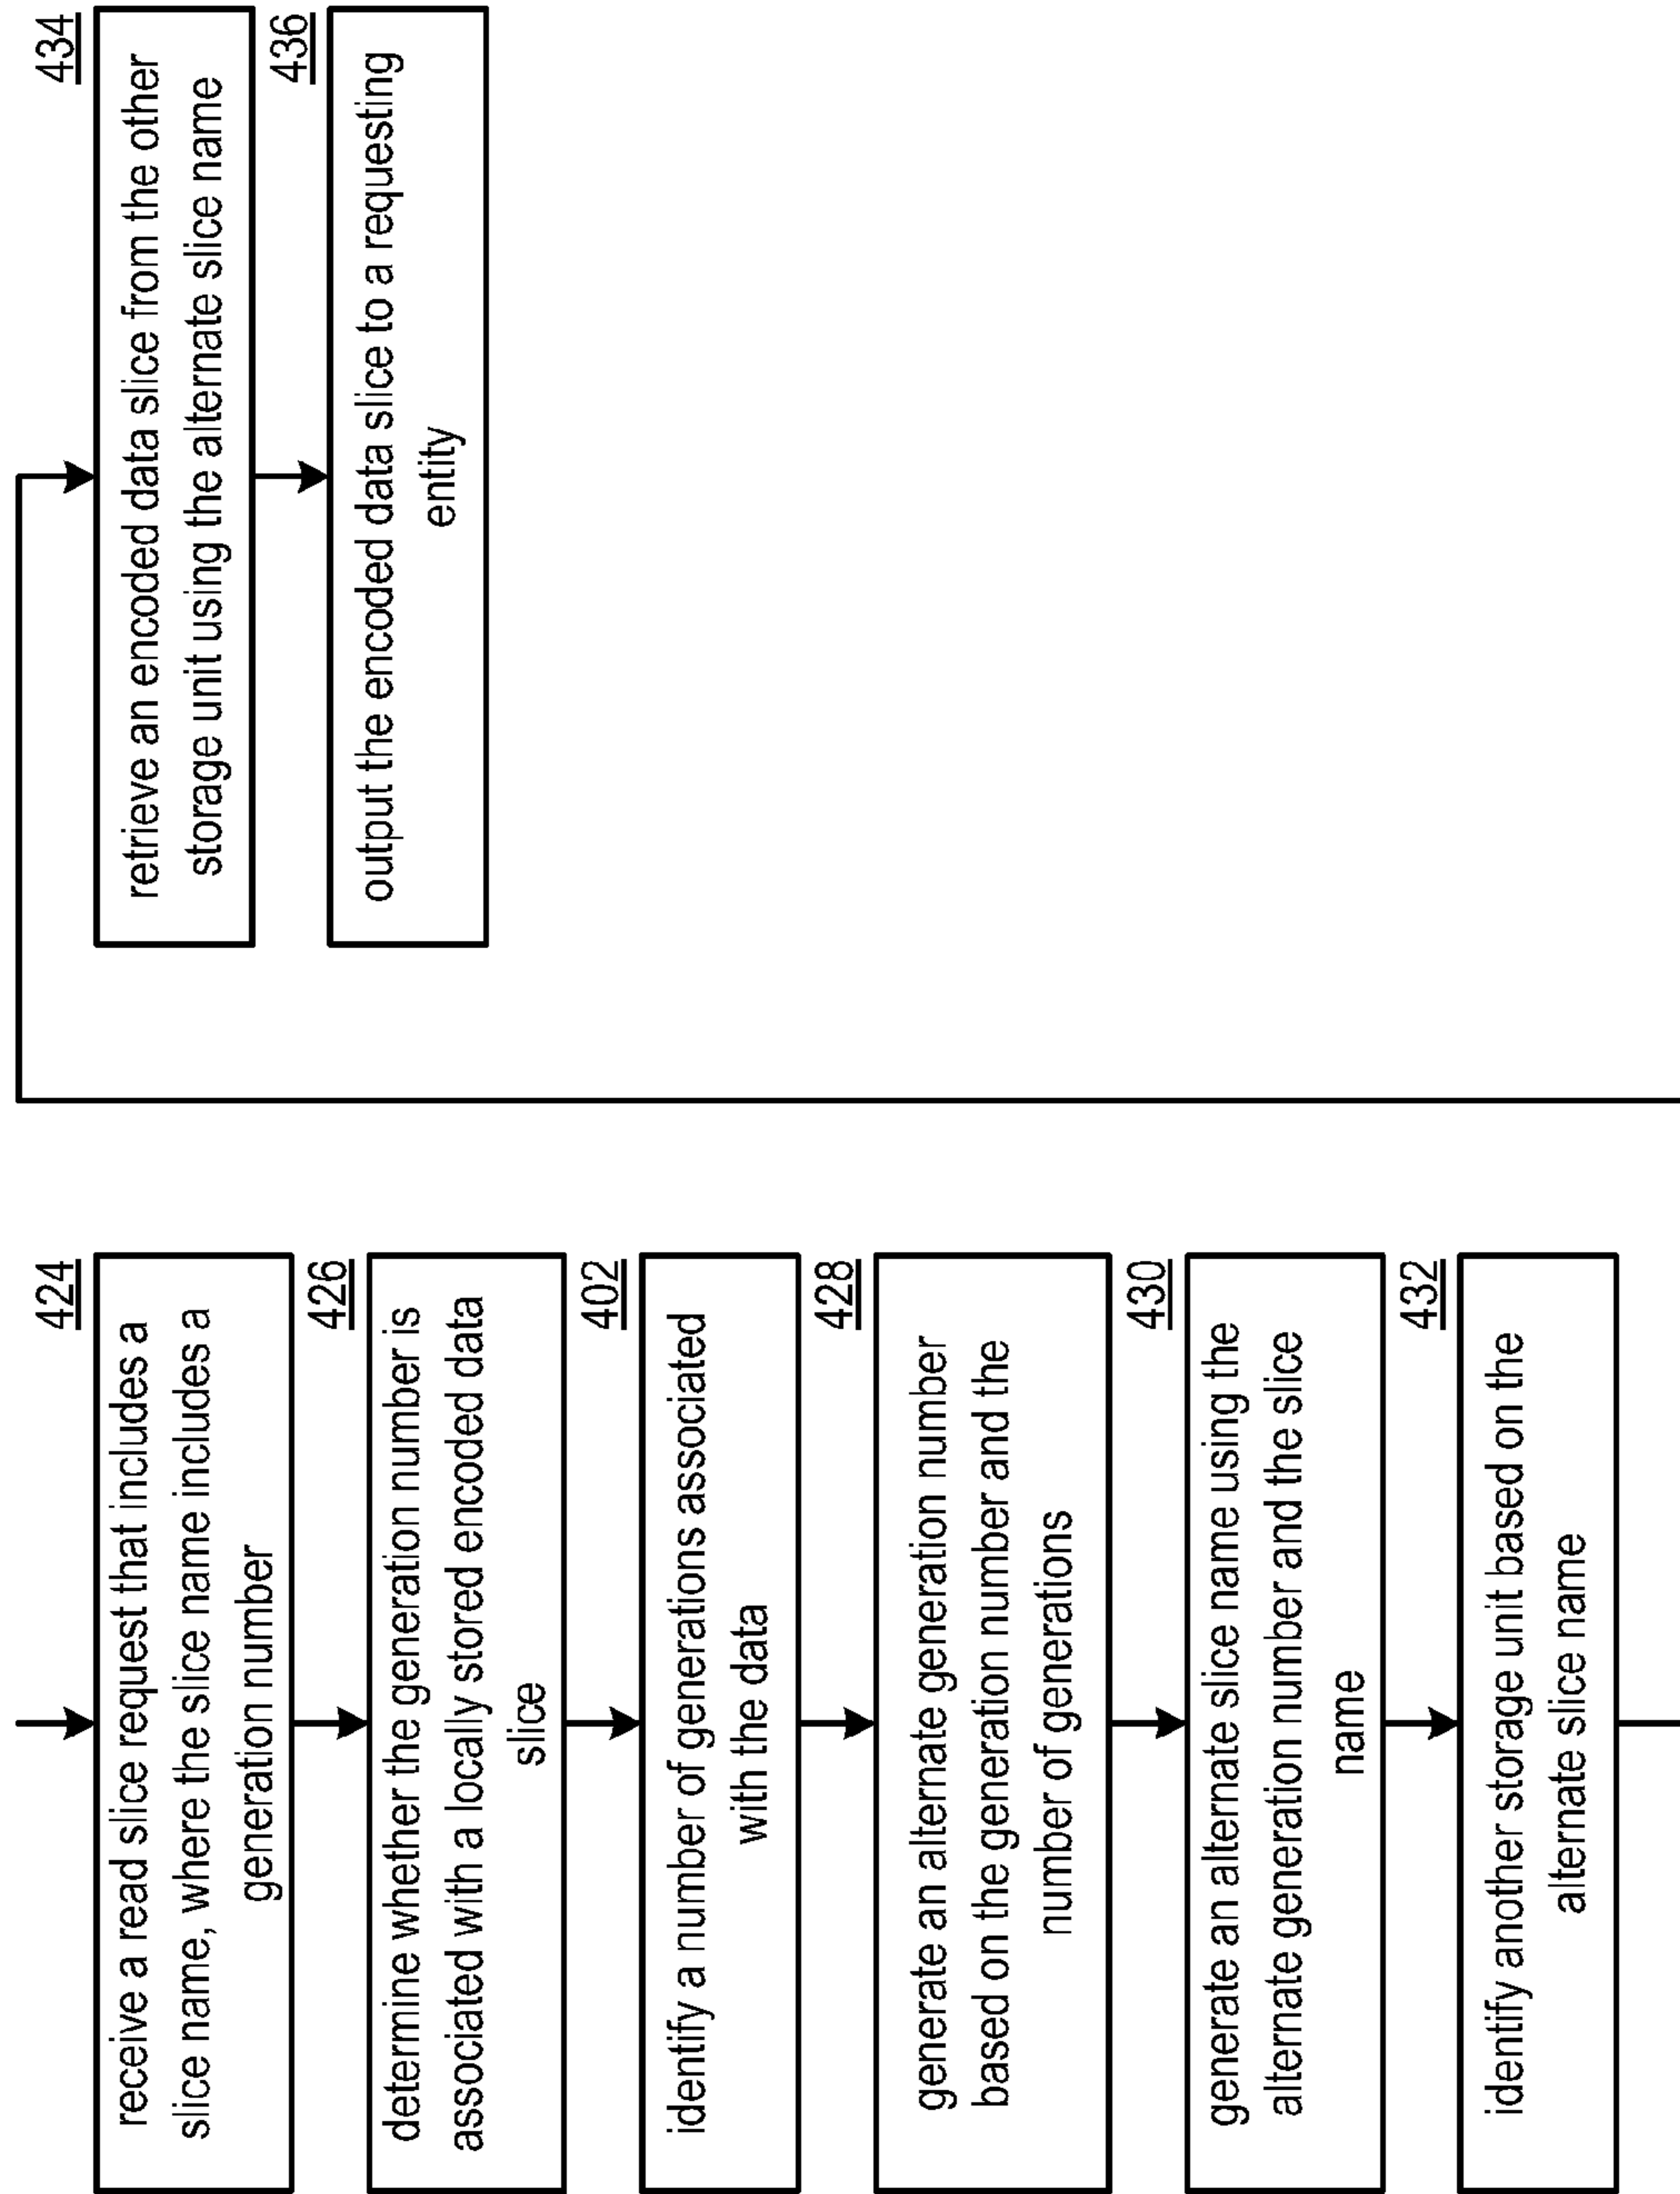 424
receive a read slice request that includes a
slice name, where the slice name includes a
generation number
426
determine whether the generation number is
associated with a locally stored encoded data
slice
402
identify a number of generations associated
with the data
428
generate an alternate generation number
based on the generation number and the
number of generations
430
generate an alternate slice name using the
alternate generation number and the slice
name
432
identify another storage unit based on the
alternate slice name
434
retrieve an encoded data slice from the other
storage unit using the alternate slice name
436
output the encoded data slice to a requesting
entity